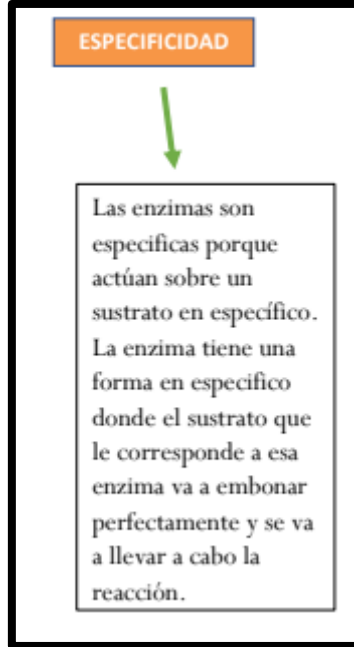 ESPECIFICIDAD
Las enzimas son
especificas porque
actúan sobre un
sustrato en específico.
La enzima tiene una
forma en especifico
donde el sustrato que
le corresponde a esa
enzima va a embonar
perfectamente y se va
a llevar a cabo la
reacción.